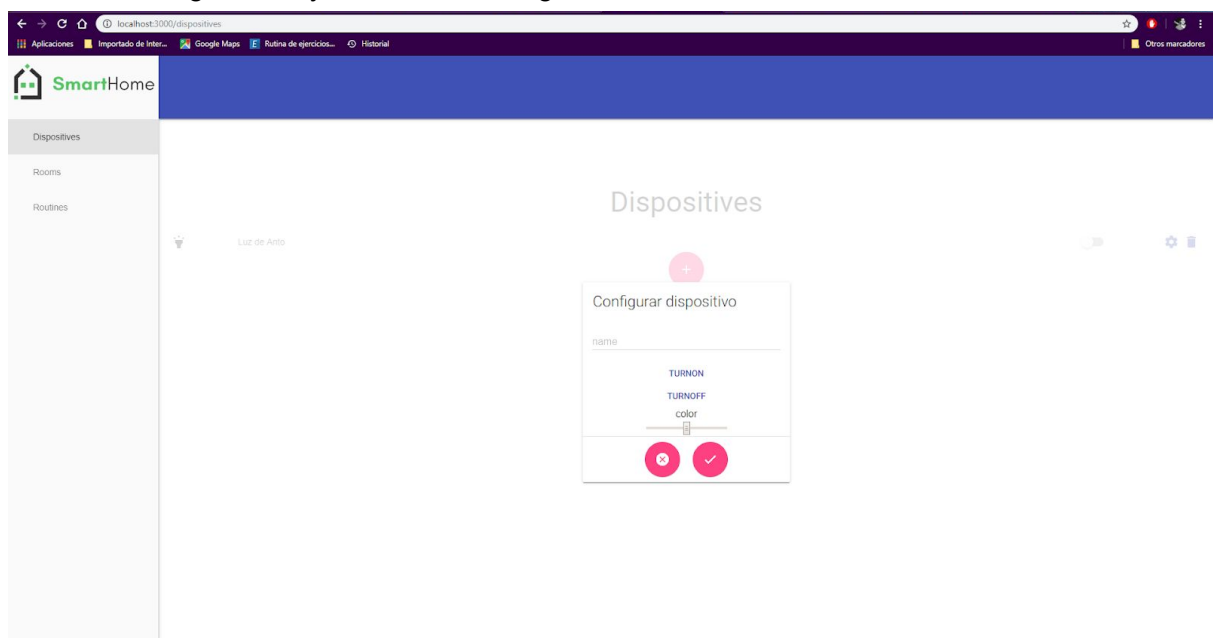 localhost:3000/dispositives
Aplicaciones Importado de Inter... Google Maps Rutina de ejercicios... Historial Otros marcadores
SmartHome
Dispositives
Rooms
Routines
Dispositives
Luz de Anto
Configurar dispositivo
name
TURNON
TURNOFF
color